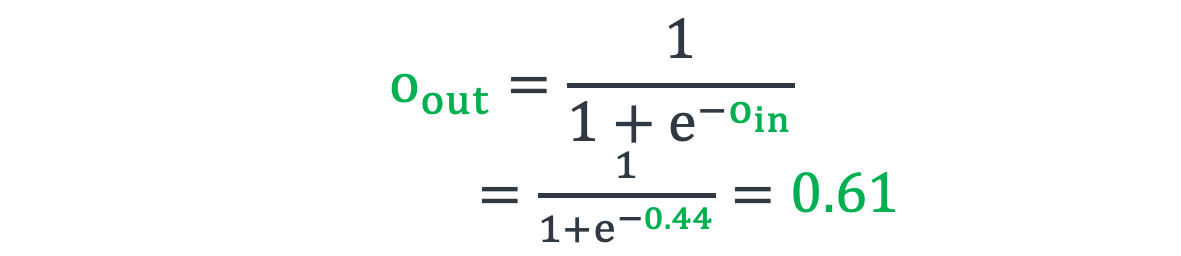 o_out = 1 / (1 + e^(−o_in))
= 1 / (1+e^(−0.44)) = 0.61